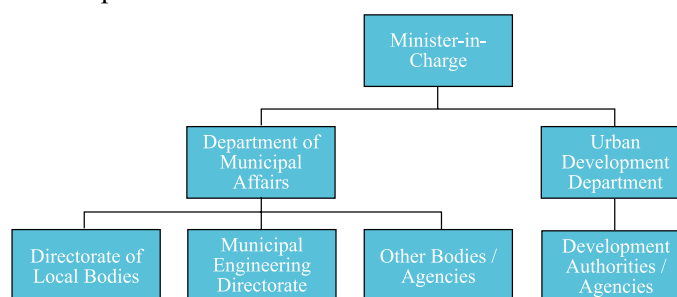 Minister-in-
Charge
Department of
Municipal
Affairs
Urban
Development
Department
Directorate of
Local Bodies
Municipal
Engineering
Directorate
Other Bodies /
Agencies
Development
Authorities /
Agencies